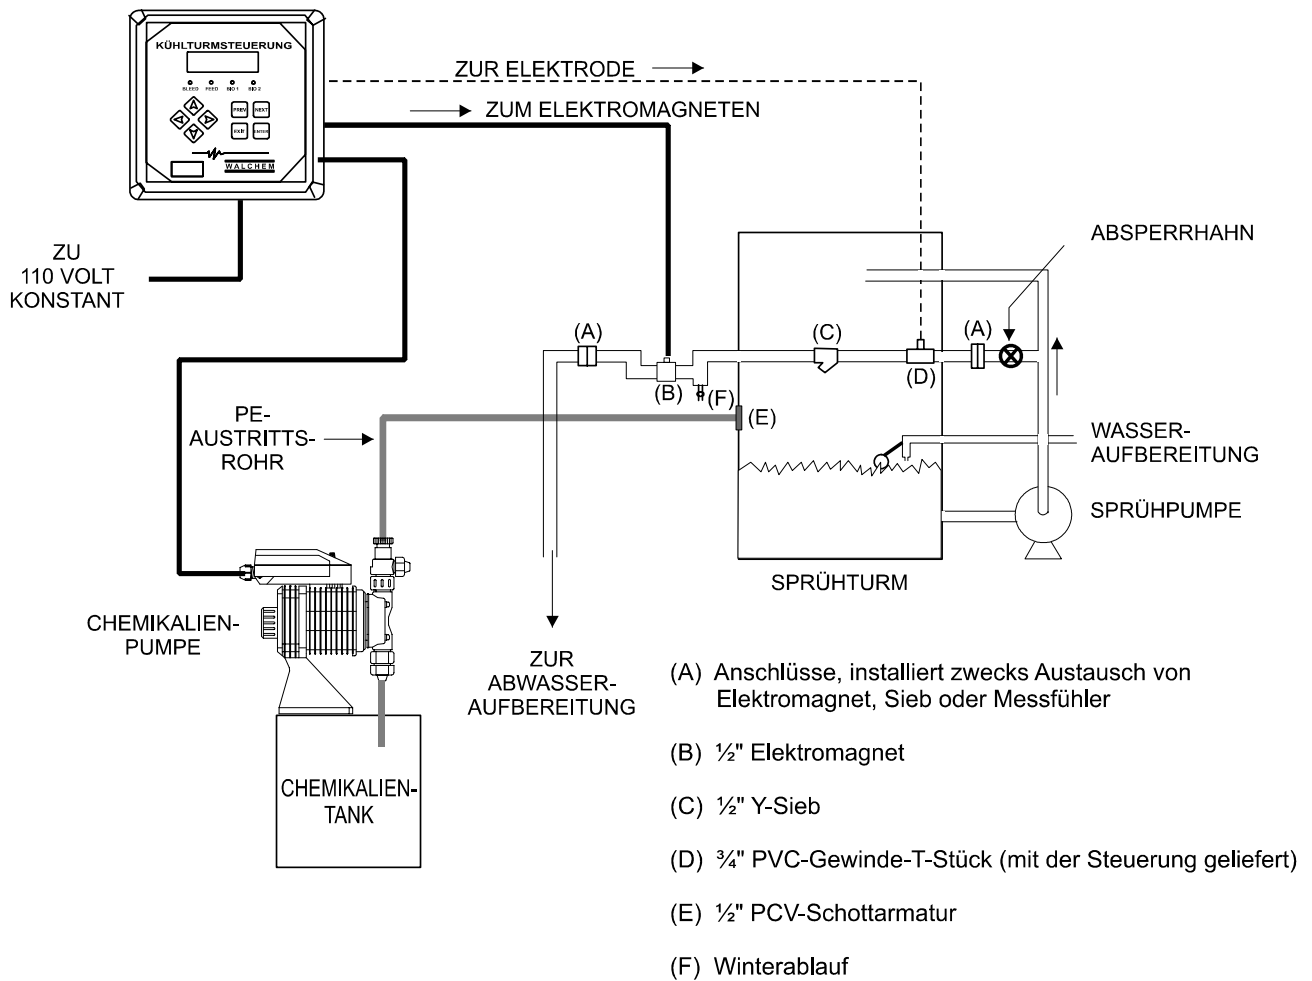 KÜHLTURMSTEUERUNG
BLEED FEED BIO 1 BIO 2
PREV NEXT
EXIT ENTER
WALCHEM
ZUR ELEKTRODE
ZUM ELEKTROMAGNETEN
ZU
110 VOLT
KONSTANT
ABSPERRHAHN
(A)
(C)
(A)
(B)
(F)
(D)
(E)
PE-
AUSTRITTS-
ROHR
WASSER-
AUFBEREITUNG
SPRÜHPUMPE
SPRÜHTURM
CHEMIKALIEN-
PUMPE
ZUR
ABWASSER-
AUFBEREITUNG
CHEMIKALIEN-
TANK
(A) Anschlüsse, installiert zwecks Austausch von
Elektromagnet, Sieb oder Messfühler
(B) ½" Elektromagnet
(C) ½" Y-Sieb
(D) ¾" PVC-Gewinde-T-Stück (mit der Steuerung geliefert)
(E) ½" PCV-Schottarmatur
(F) Winterablauf